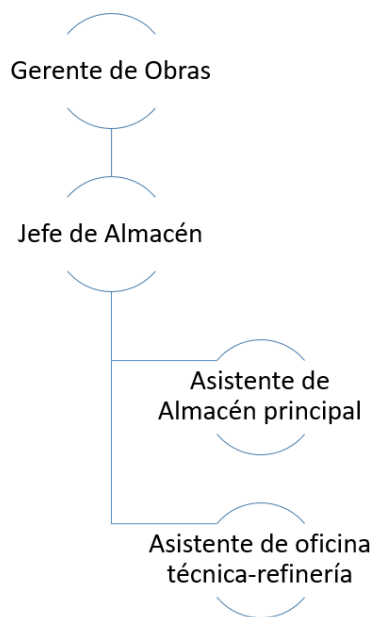 Gerente de Obras
Jefe de Almacén
Asistente de
Almacén principal
Asistente de oficina
técnica-refinería